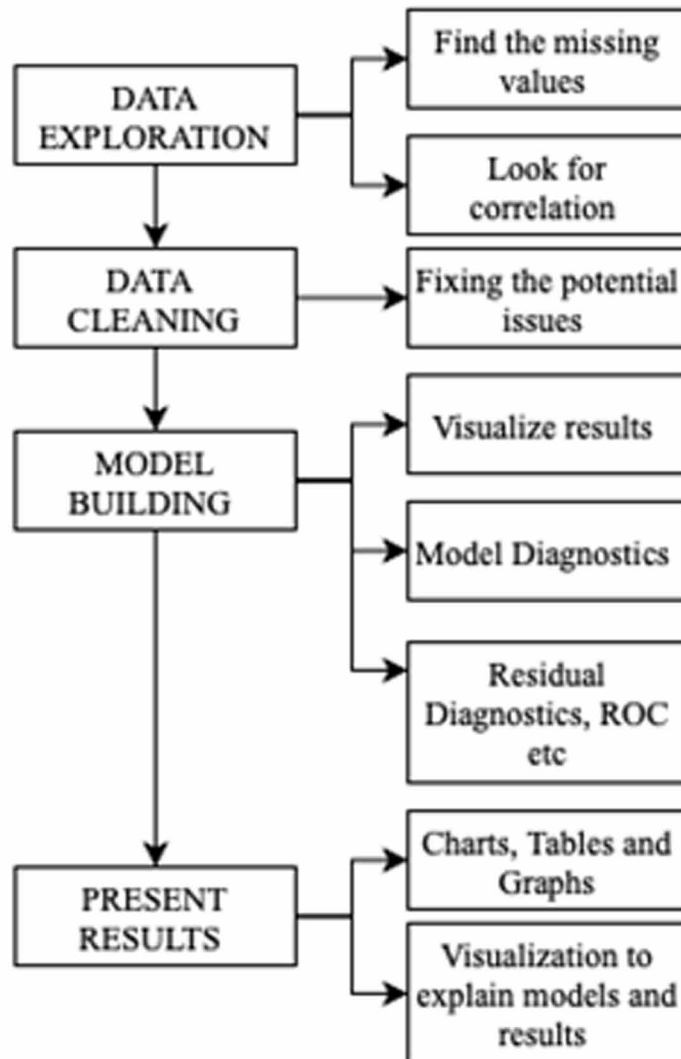 DATA
EXPLORATION
Find the missing
values
Look for
correlation
DATA
CLEANING
Fixing the potential
issues
MODEL
BUILDING
Visualize results
Model Diagnostics
Residual
Diagnostics, ROC
etc
PRESENT
RESULTS
Charts, Tables and
Graphs
Visualization to
explain models and
results